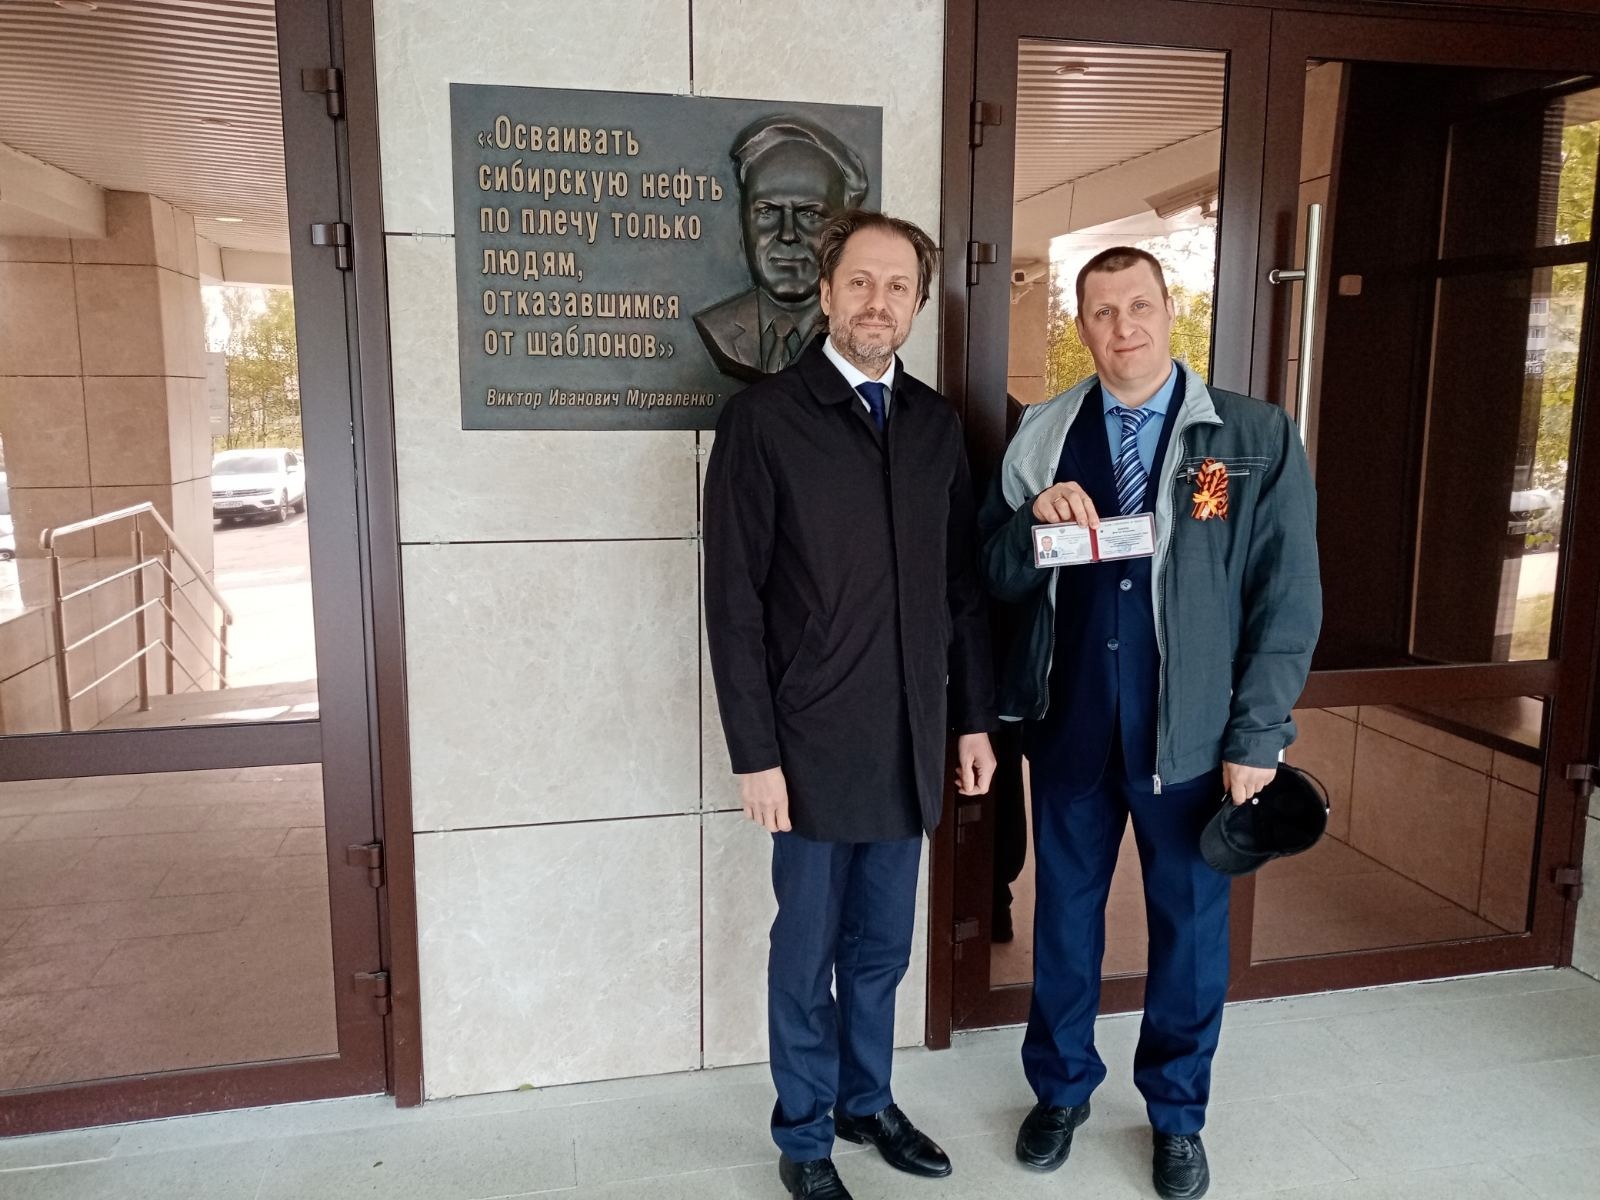 «Осваивать
сибирскую нефть
по плечу только
людям,
отказавшимся
от шаблонов»
Виктор Иванович Муравленко